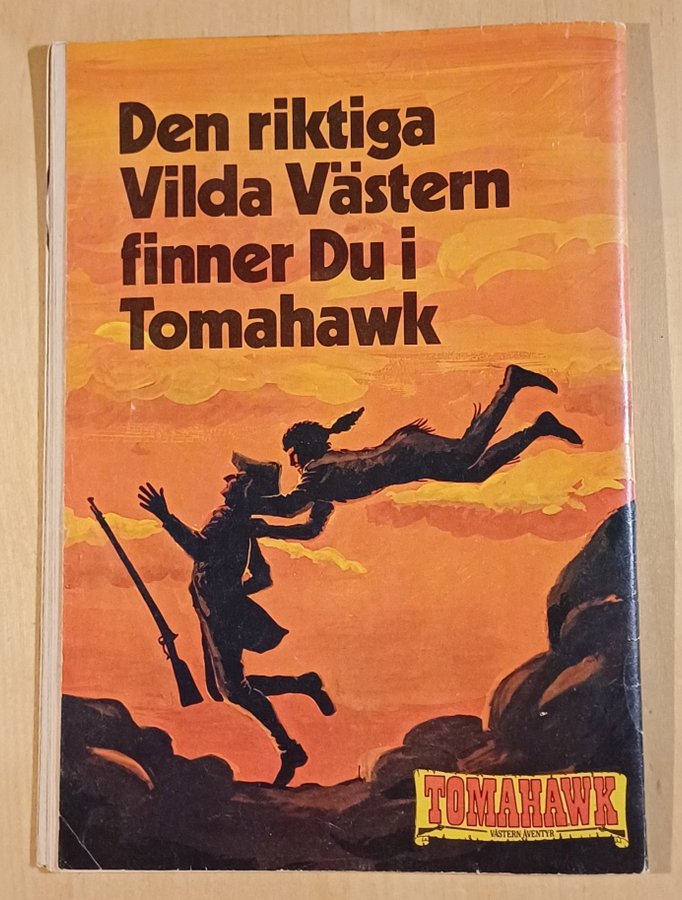 Den riktiga
Vilda Västern
finner Du i
Tomahawk
TOMAHAWK
VÄSTERN ÄVENTYR